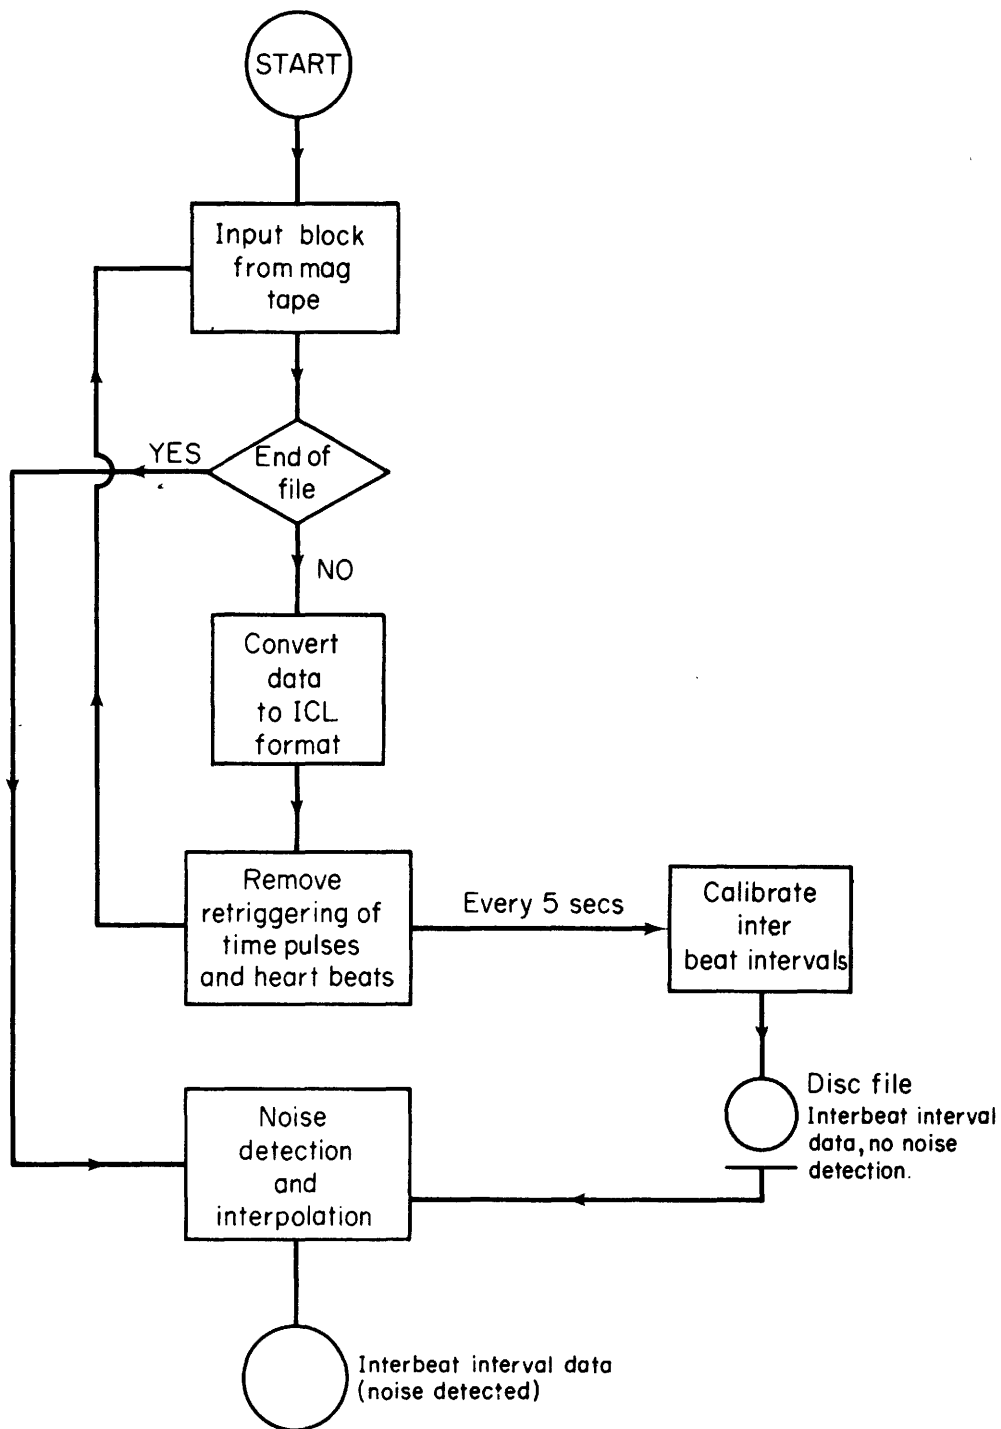 START
Input block
from mag
tape
YES
End of
file
NO
Convert
data
to ICL
format
Remove
retriggering of
time pulses
and heart beats
Every 5 secs
Calibrate
inter
beat intervals
Disc file
Interbeat interval
data, no noise
detection.
Noise
detection
and
interpolation
Interbeat interval data
(noise detected)